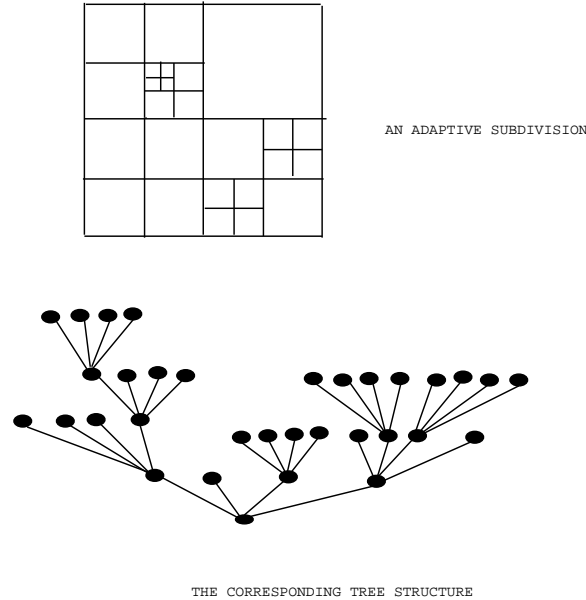 AN ADAPTIVE SUBDIVISION
THE CORRESPONDING TREE STRUCTURE